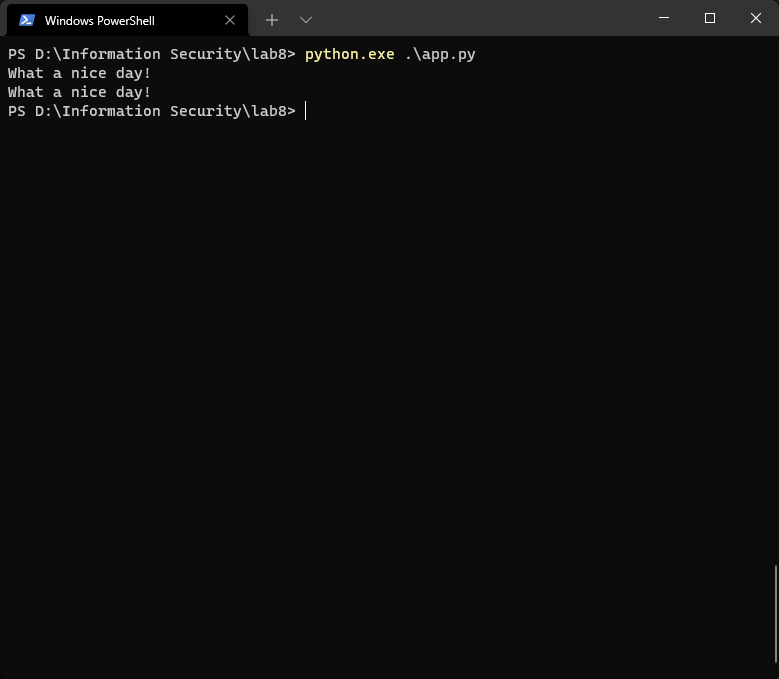 Windows PowerShell
PS D:\Information Security\lab8> python.exe .\app.py
What a nice day!
What a nice day!
PS D:\Information Security\lab8>